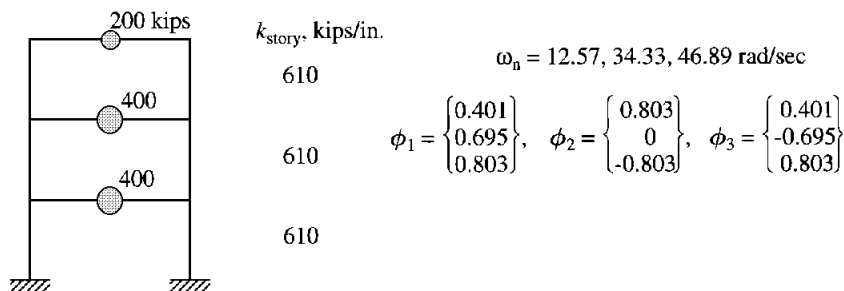 200 kips
400
400
k_story, kips/in.
610
610
610
ω_n = 12.57, 34.33, 46.89 rad/sec
ϕ_1 = {0.401 0.695 0.803}, ϕ_2 = {0.803 0 -0.803}, ϕ_3 = {0.401 -0.695 0.803}